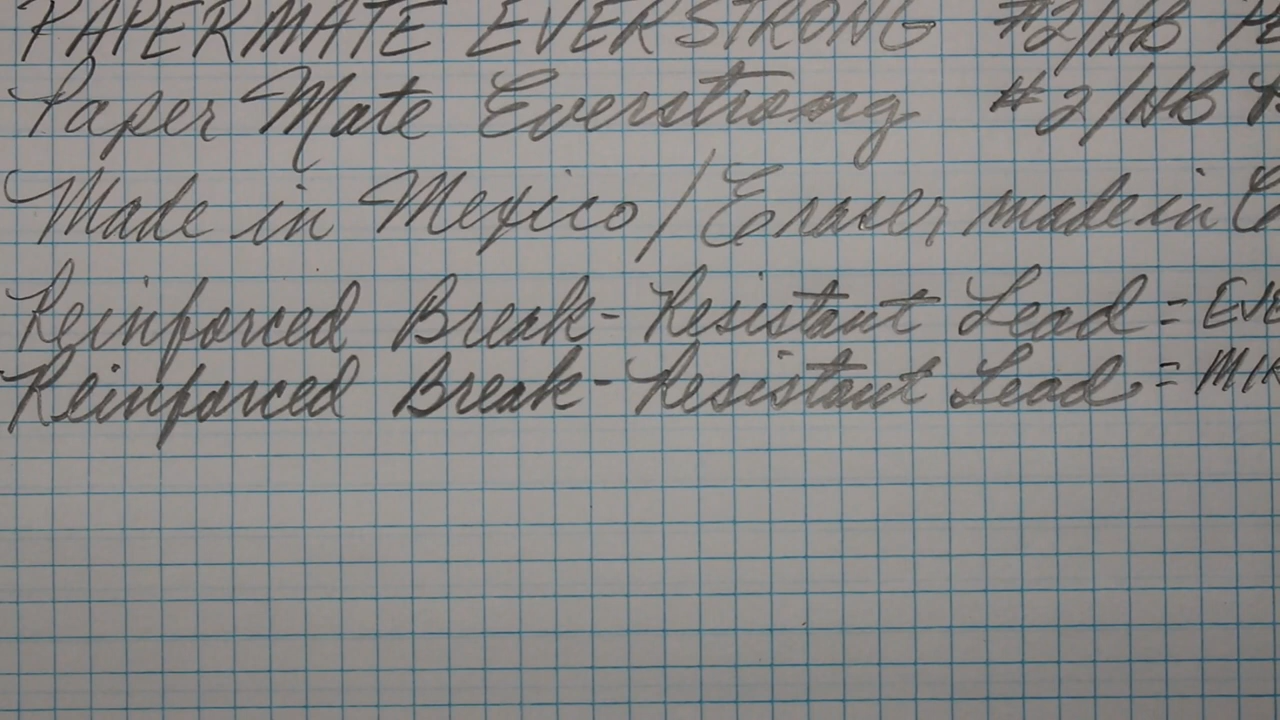 PAPERMATE EVERSTRONG #2/HB
Paper Mate Everstrong #2/HB
Made in Mexico/Eraser made in
Reinforced Break-Resistant Lead =
Reinforced Break-Resistant Lead =